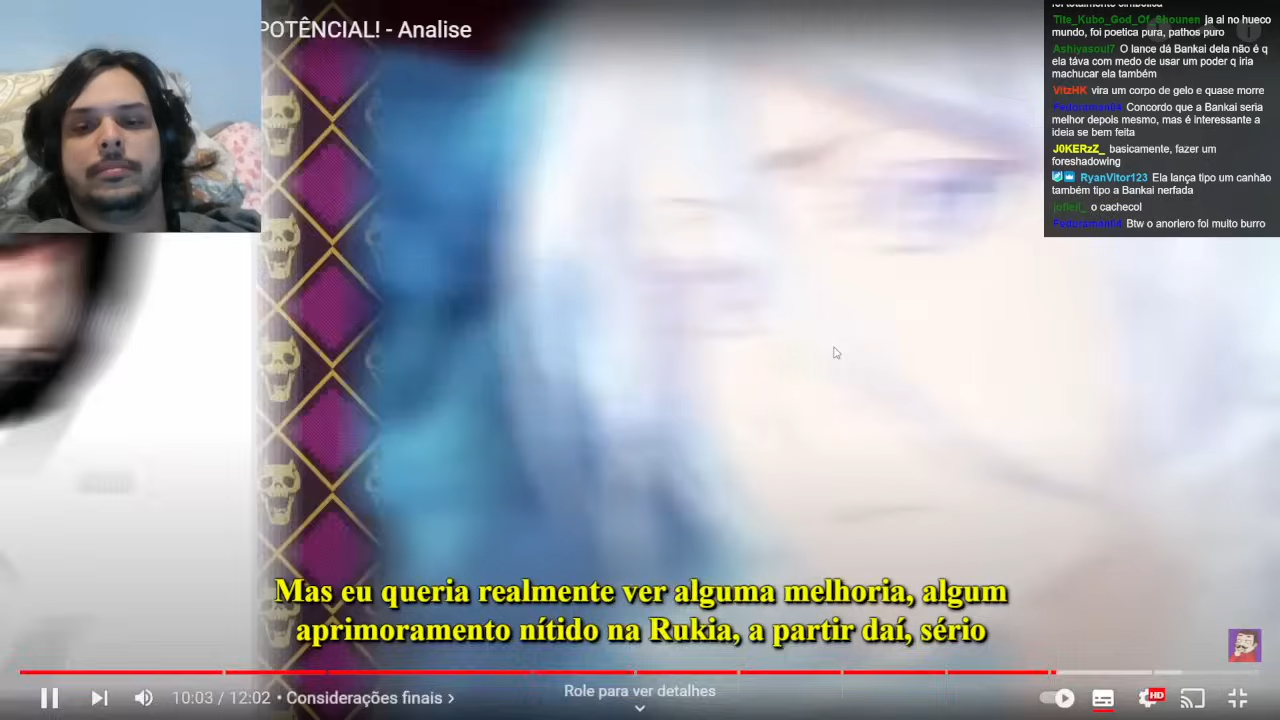 POTÊNCIAL! - Analise
Tite_Kubo_God_Of_Shounen ja ai no hueco
mundo, foi poetica pura, pathos puro
Ashiyasoul7 O lance dá Bankai dela não é q
ela táva com medo de usar um poder q iria
machucar ela também
VitzHK vira um corpo de gelo e quase morre
Concordo que a Bankai seria
melhor depois mesmo, mas é interessante a
ideia se bem feita
J0KERzZ_ basicamente, fazer um
foreshadowing
RyanVitor123 Ela lança tipo um canhão
também tipo a Bankai nerfada
o cachecol
Btw o anoriero foi muito burro
Mas eu queria realmente ver alguma melhoria, algum
aprimoramento nítido na Rukia, a partir daí, sério
10:03 / 12:02 • Considerações finais
Role para ver detalhes
HD